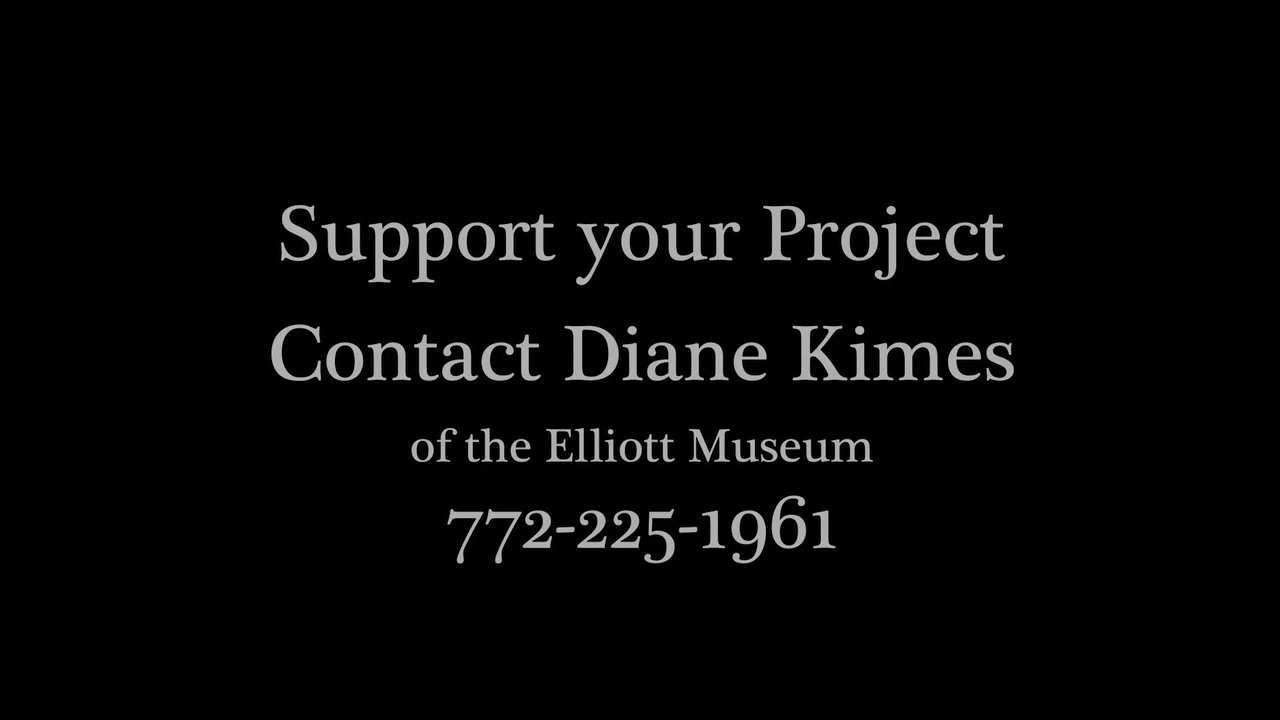 Support your Project
Contact Diane Kimes
of the Elliott Museum
772-225-1961